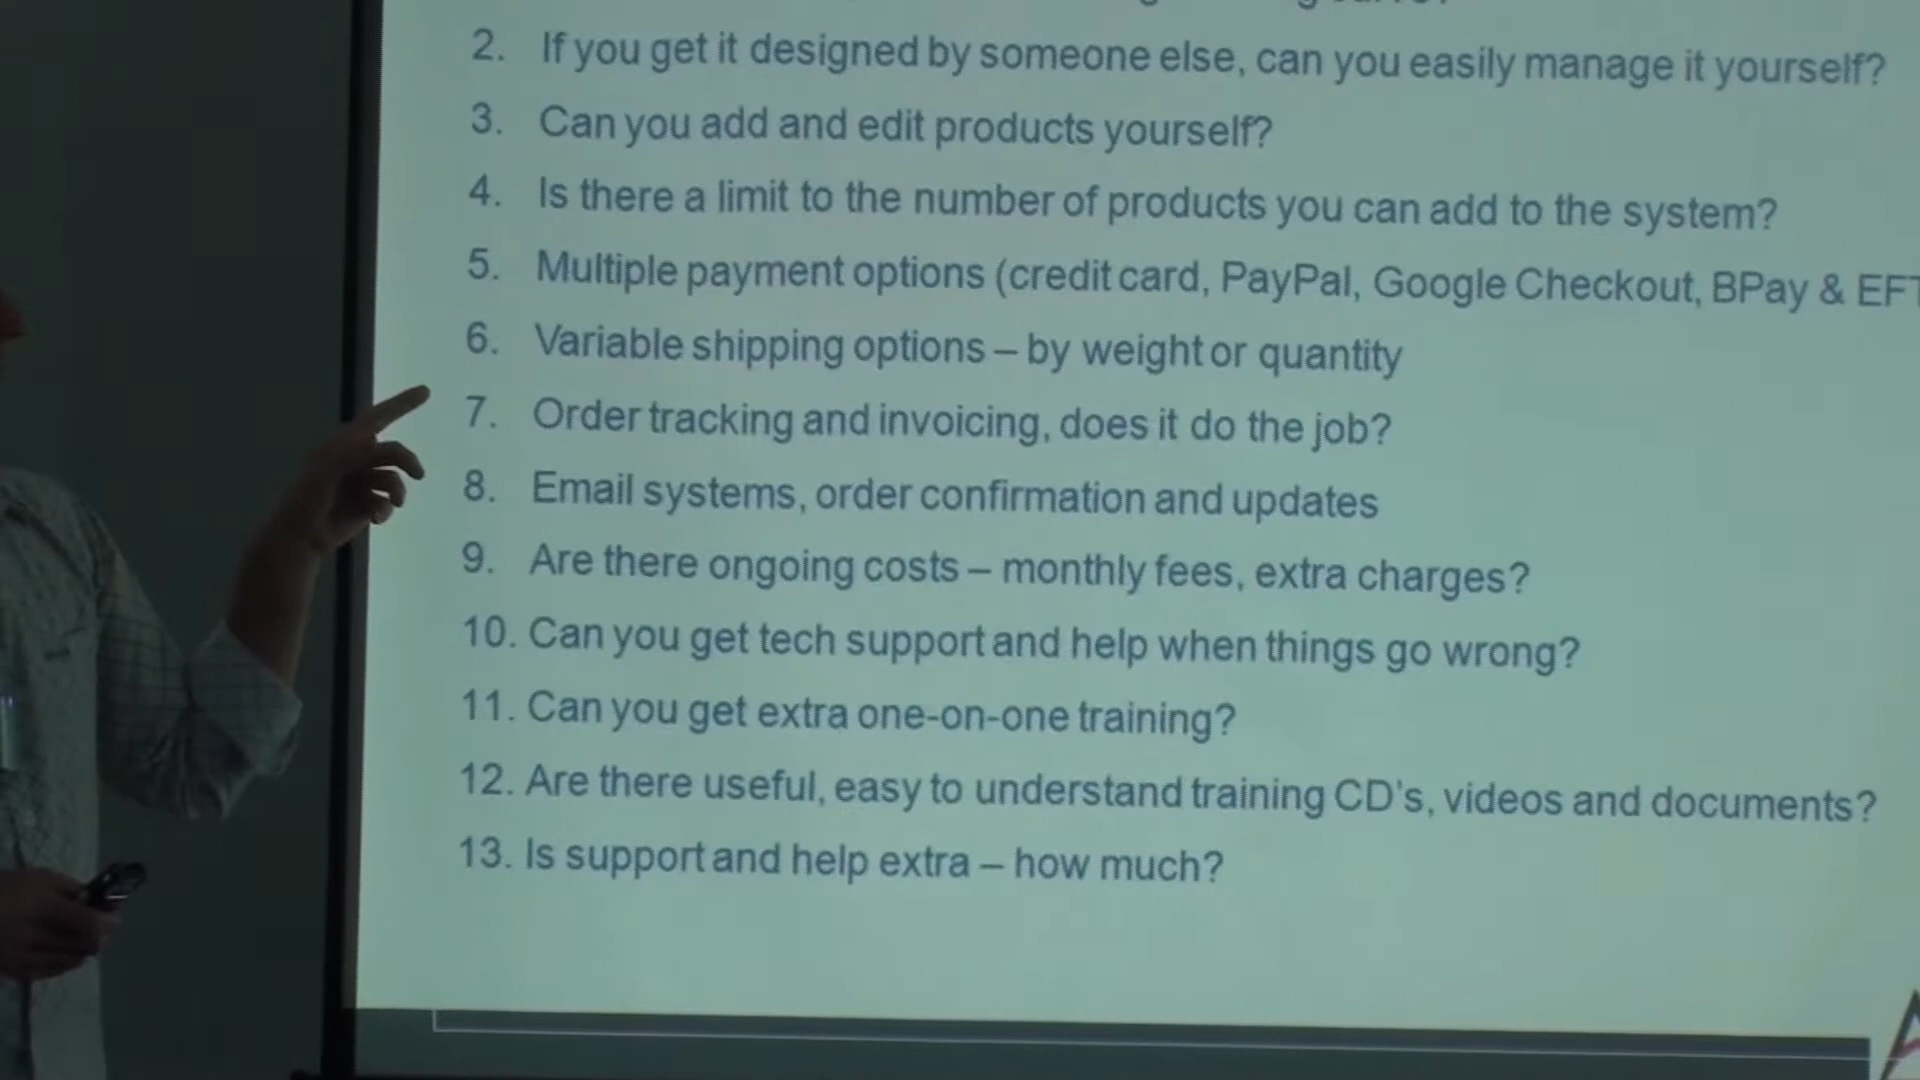 2. If you get it designed by someone else, can you easily manage it yourself?
3. Can you add and edit products yourself?
4. Is there a limit to the number of products you can add to the system?
5. Multiple payment options (credit card, PayPal, Google Checkout, BPay & EFT
6. Variable shipping options – by weight or quantity
7. Order tracking and invoicing, does it do the job?
8. Email systems, order confirmation and updates
9. Are there ongoing costs – monthly fees, extra charges?
10. Can you get tech support and help when things go wrong?
11. Can you get extra one-on-one training?
12. Are there useful, easy to understand training CD's, videos and documents?
13. Is support and help extra – how much?